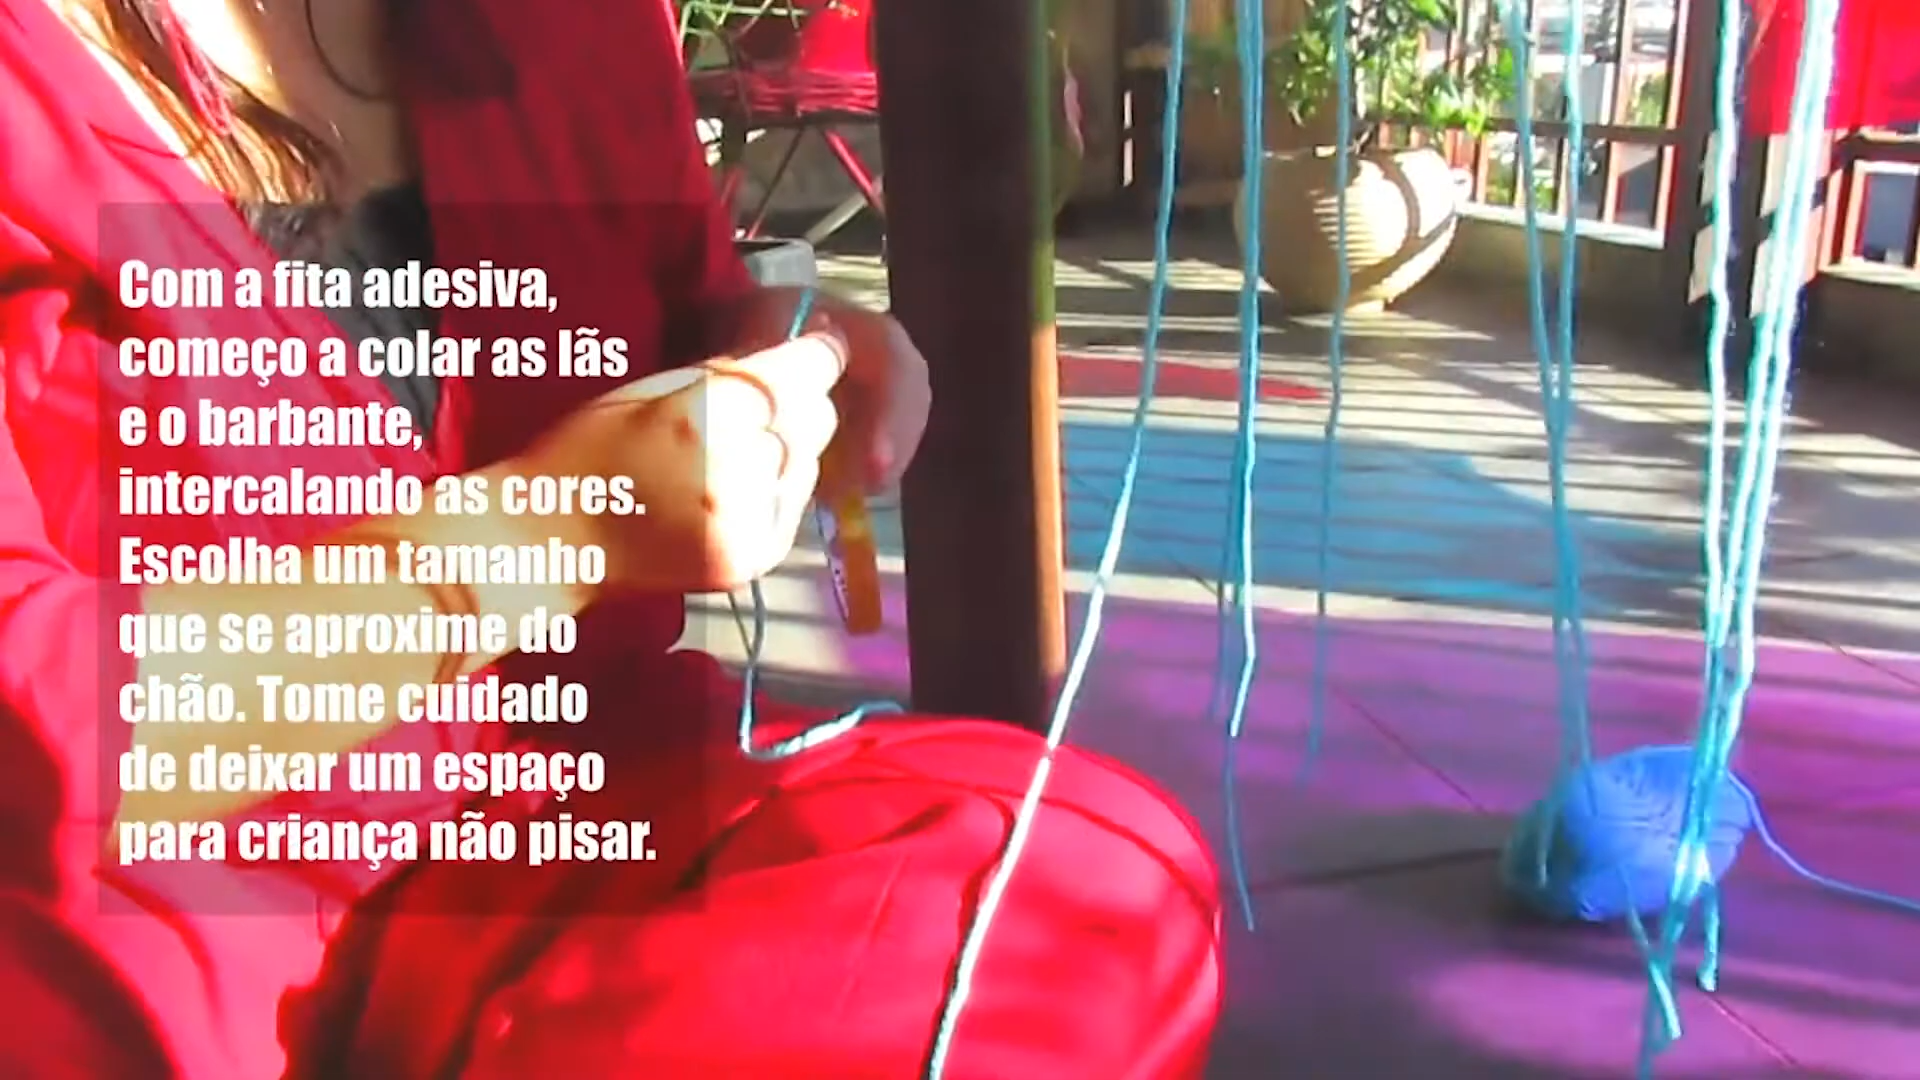 Com a fita adesiva,
começo a colar as lãs
e o barbante,
intercalando as cores.
Escolha um tamanho
que se aproxime do
chão. Tome cuidado
de deixar um espaço
para criança não pisar.